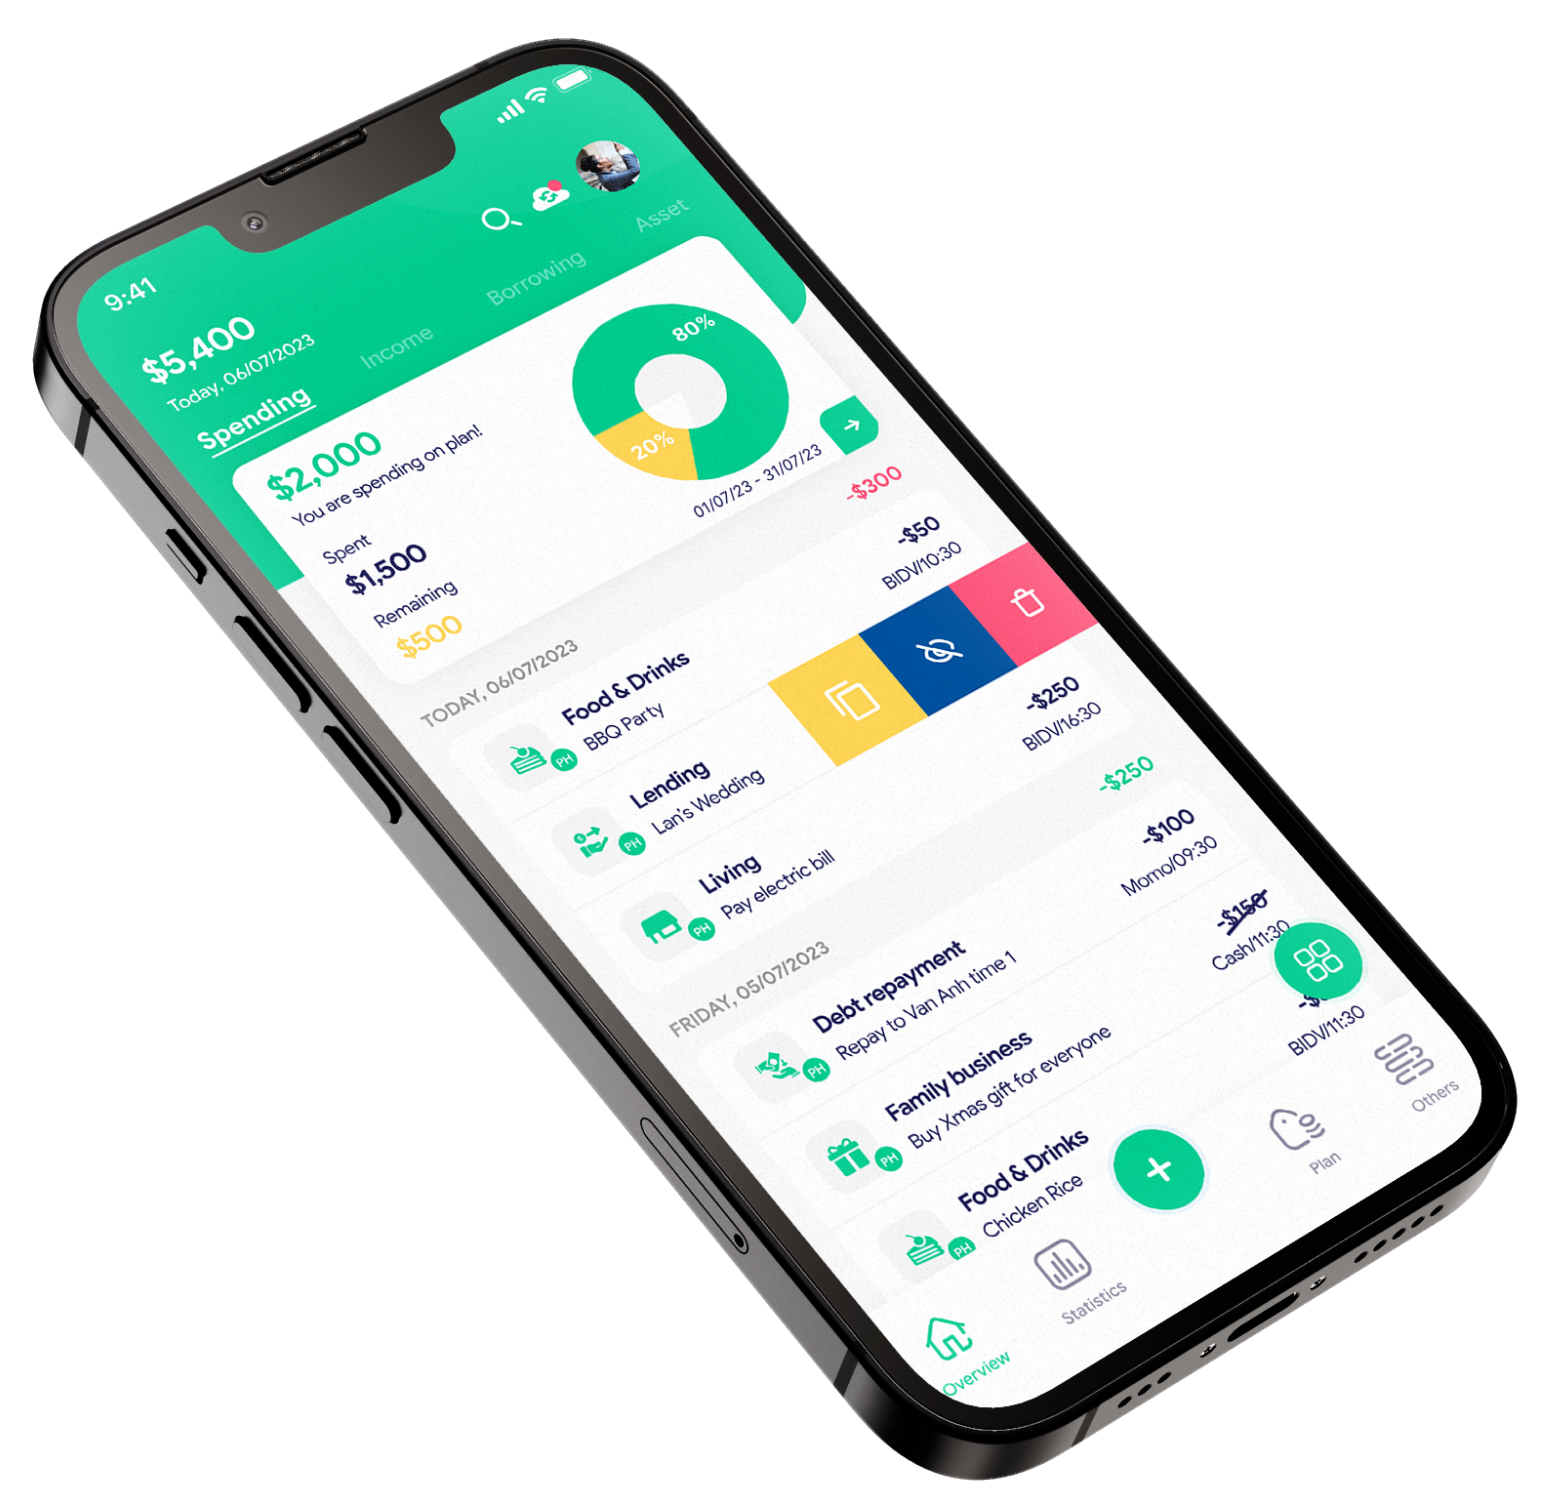 9:41
$5,400
Today, 06/07/2023
Spending
Income
Borrowing
Asset
$2,000
You are spending on plan!
Spent
$1,500
Remaining
$500
80%
20%
01/07/23 - 31/07/23
TODAY, 06/07/2023
-$300
Food & Drinks
-$50
BBQ Party
BIDV/10:30
PH
Lending
Lan's Wedding
PH
Living
-$250
Pay electric bill
BIDV/16:30
PH
FRIDAY, 05/07/2023
-$250
Debt repayment
-$100
Repay to Van Anh time 1
Momo/09:30
PH
Family business
-$150
Buy Xmas gift for everyone
Cash/11:30
PH
Food & Drinks
Chicken Rice
BIDV/11:30
PH
Overview
Statistics
Plan
Others